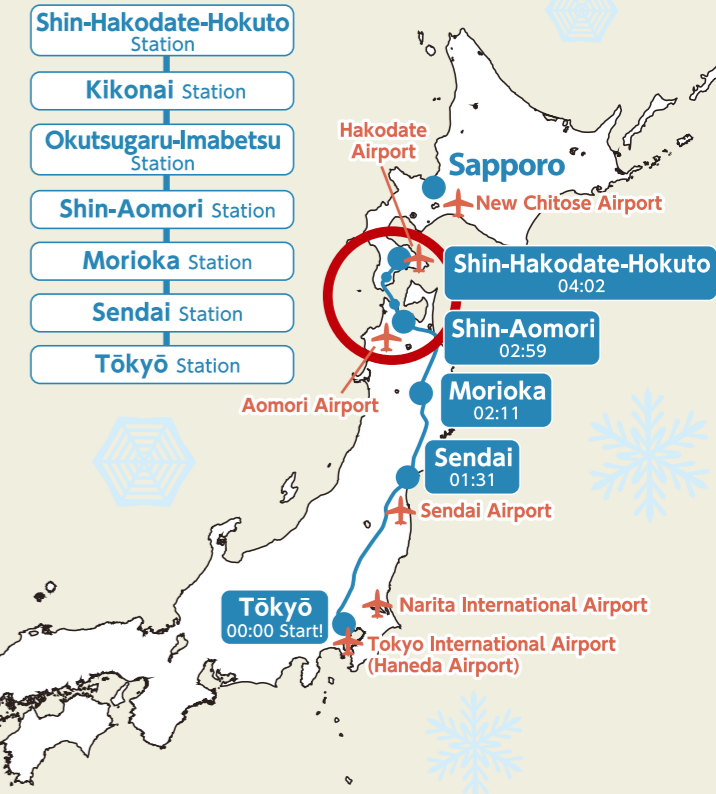 Shin-Hakodate-Hokuto
Station
Kikonai Station
Okutsugaru-Imabetsu
Station
Shin-Aomori Station
Morioka Station
Sendai Station
Tōkyō Station
Hakodate
Airport
Sapporo
New Chitose Airport
Shin-Hakodate-Hokuto
04:02
Shin-Aomori
02:59
Aomori Airport
Morioka
02:11
Sendai
01:31
Sendai Airport
Tōkyō
00:00 Start!
Narita International Airport
Tokyo International Airport
(Haneda Airport)